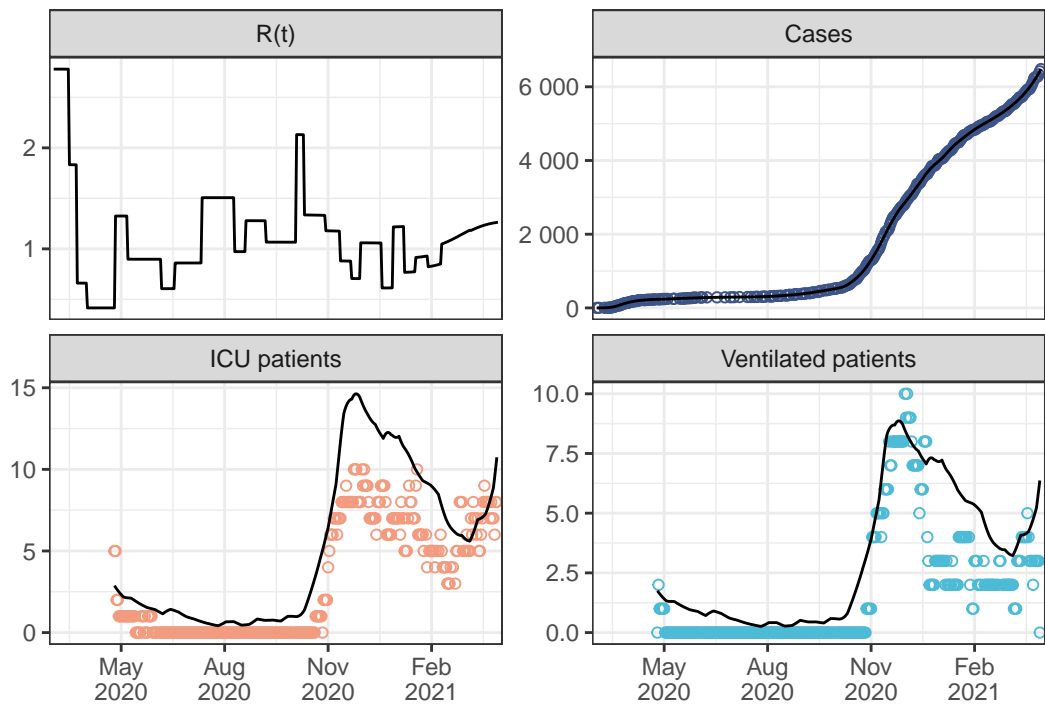 R(t)
Cases
2
1
6 000
4 000
2 000
0
ICU patients
Ventilated patients
15
10
5
0
10.0
7.5
5.0
2.5
0.0
May Aug Nov Feb
2020 2020 2020 2021
May Aug Nov Feb
2020 2020 2020 2021